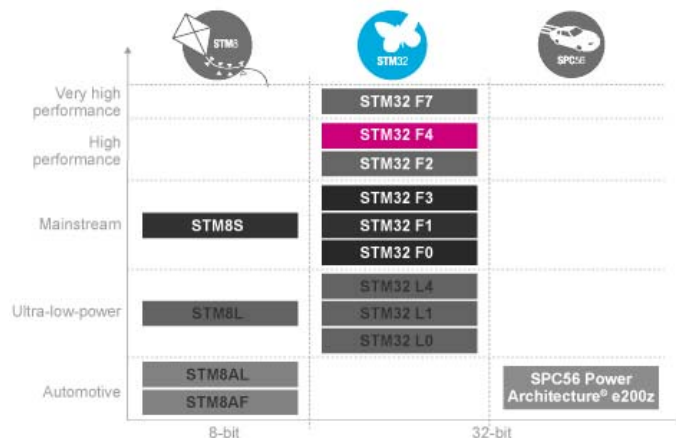 STM8
STM32
SPC56
Very high
performance
STM32 F7
High
performance
STM32 F4
STM32 F2
Mainstream
STM8S
STM32 F3
STM32 F1
STM32 F0
Ultra-low-power
STM8L
STM32 L4
STM32 L1
STM32 L0
Automotive
STM8AL
STM8AF
SPC56 Power
Architecture® e200z
8-bit
32-bit